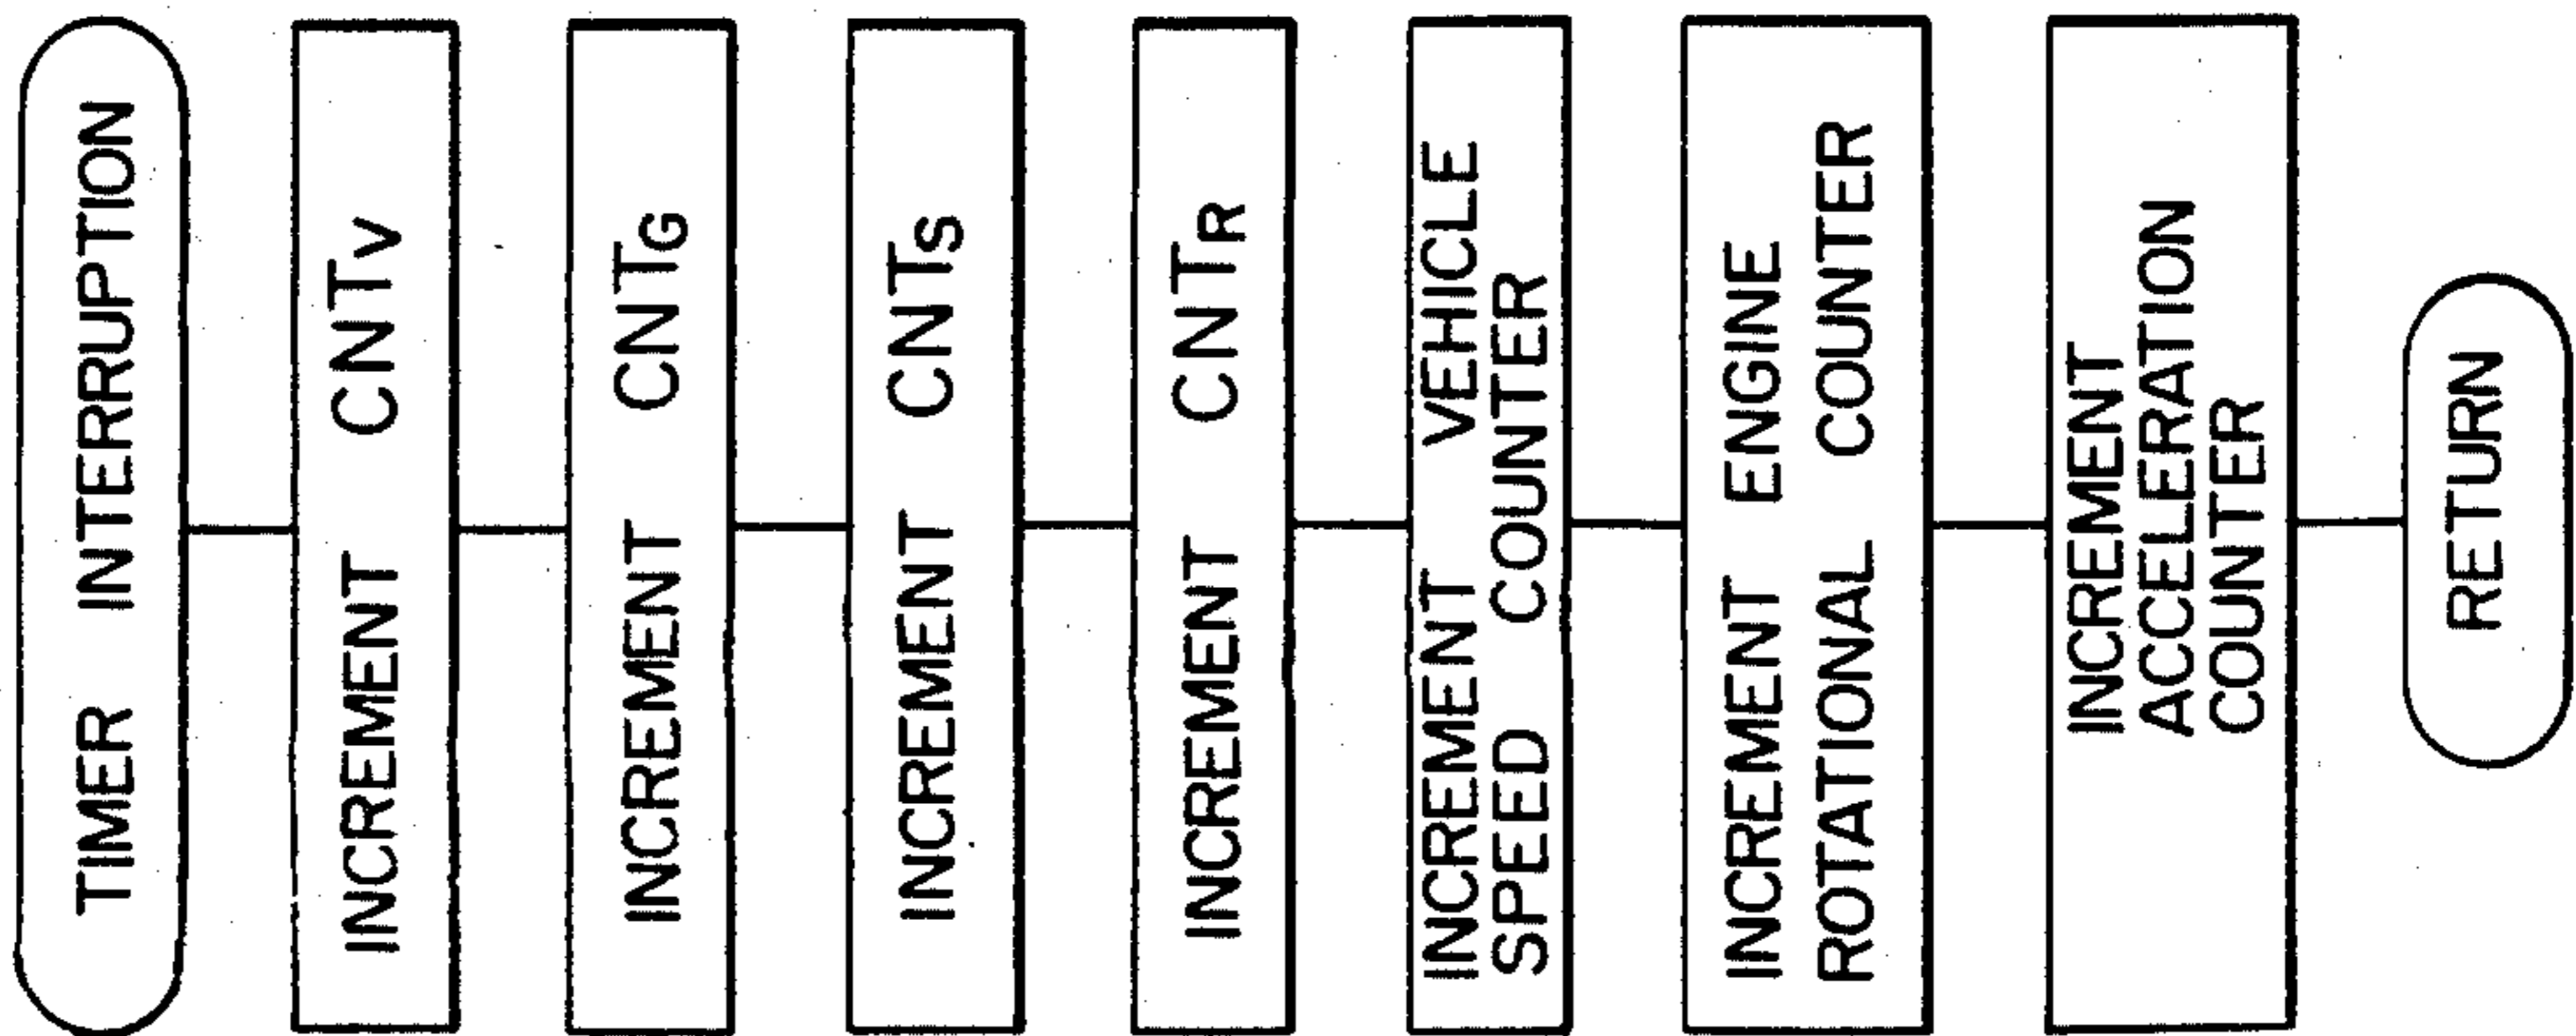 TIMER INTERRUPTION
INCREMENT CNTV
INCREMENT CNTG
INCREMENT CNTS
INCREMENT CNTR
INCREMENT VEHICLE
SPEED COUNTER
INCREMENT ENGINE
ROTATIONAL COUNTER
INCREMENT
ACCELERATION
COUNTER
RETURN